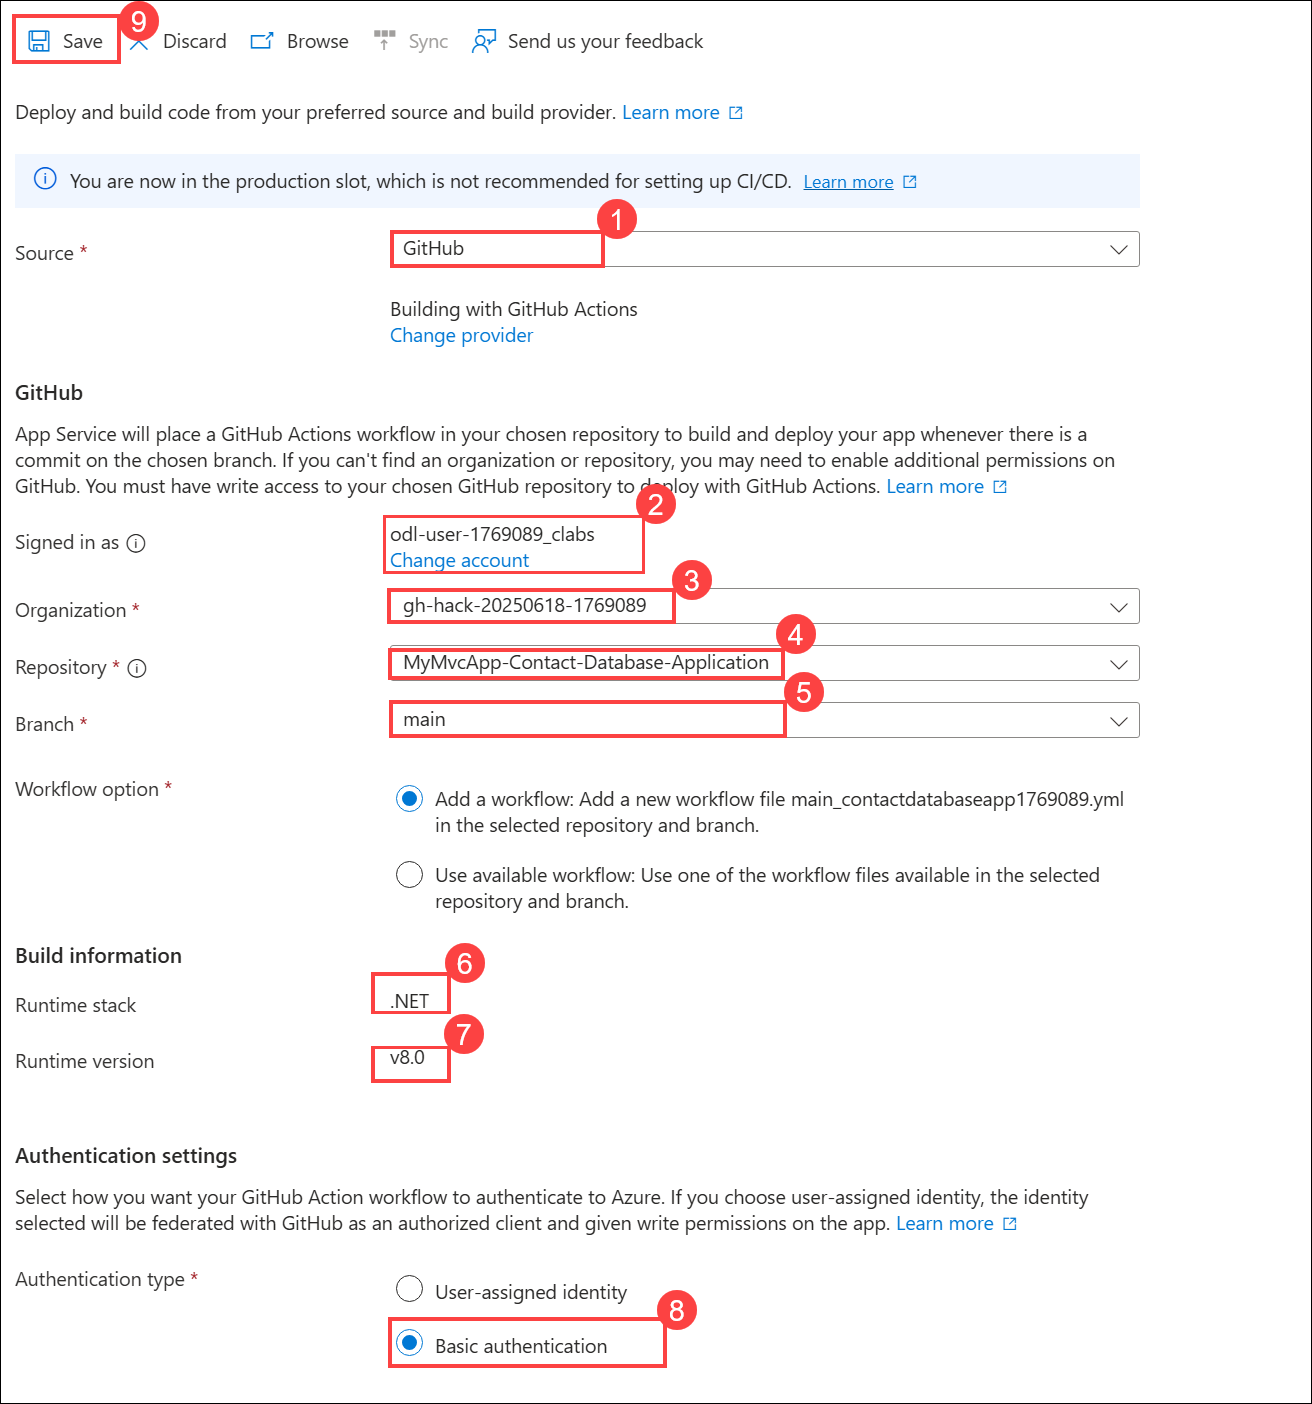 9
Save
Discard
Browse
Sync
Send us your feedback
Deploy and build code from your preferred source and build provider. Learn more
You are now in the production slot, which is not recommended for setting up CI/CD. Learn more
1
Source *
GitHub
Building with GitHub Actions
Change provider
GitHub
App Service will place a GitHub Actions workflow in your chosen repository to build and deploy your app whenever there is a
commit on the chosen branch. If you can't find an organization or repository, you may need to enable additional permissions on
GitHub. You must have write access to your chosen GitHub repository to deploy with GitHub Actions. Learn more
2
Signed in as
odl-user-1769089_clabs
Change account
3
Organization *
gh-hack-20250618-1769089
4
Repository *
MyMvcApp-Contact-Database-Application
5
Branch *
main
Workflow option *
Add a workflow: Add a new workflow file main_contactdatabaseapp1769089.yml
in the selected repository and branch.
Use available workflow: Use one of the workflow files available in the selected
repository and branch.
Build information
6
Runtime stack
.NET
7
Runtime version
v8.0
Authentication settings
Select how you want your GitHub Action workflow to authenticate to Azure. If you choose user-assigned identity, the identity
selected will be federated with GitHub as an authorized client and given write permissions on the app. Learn more
Authentication type *
User-assigned identity
8
Basic authentication